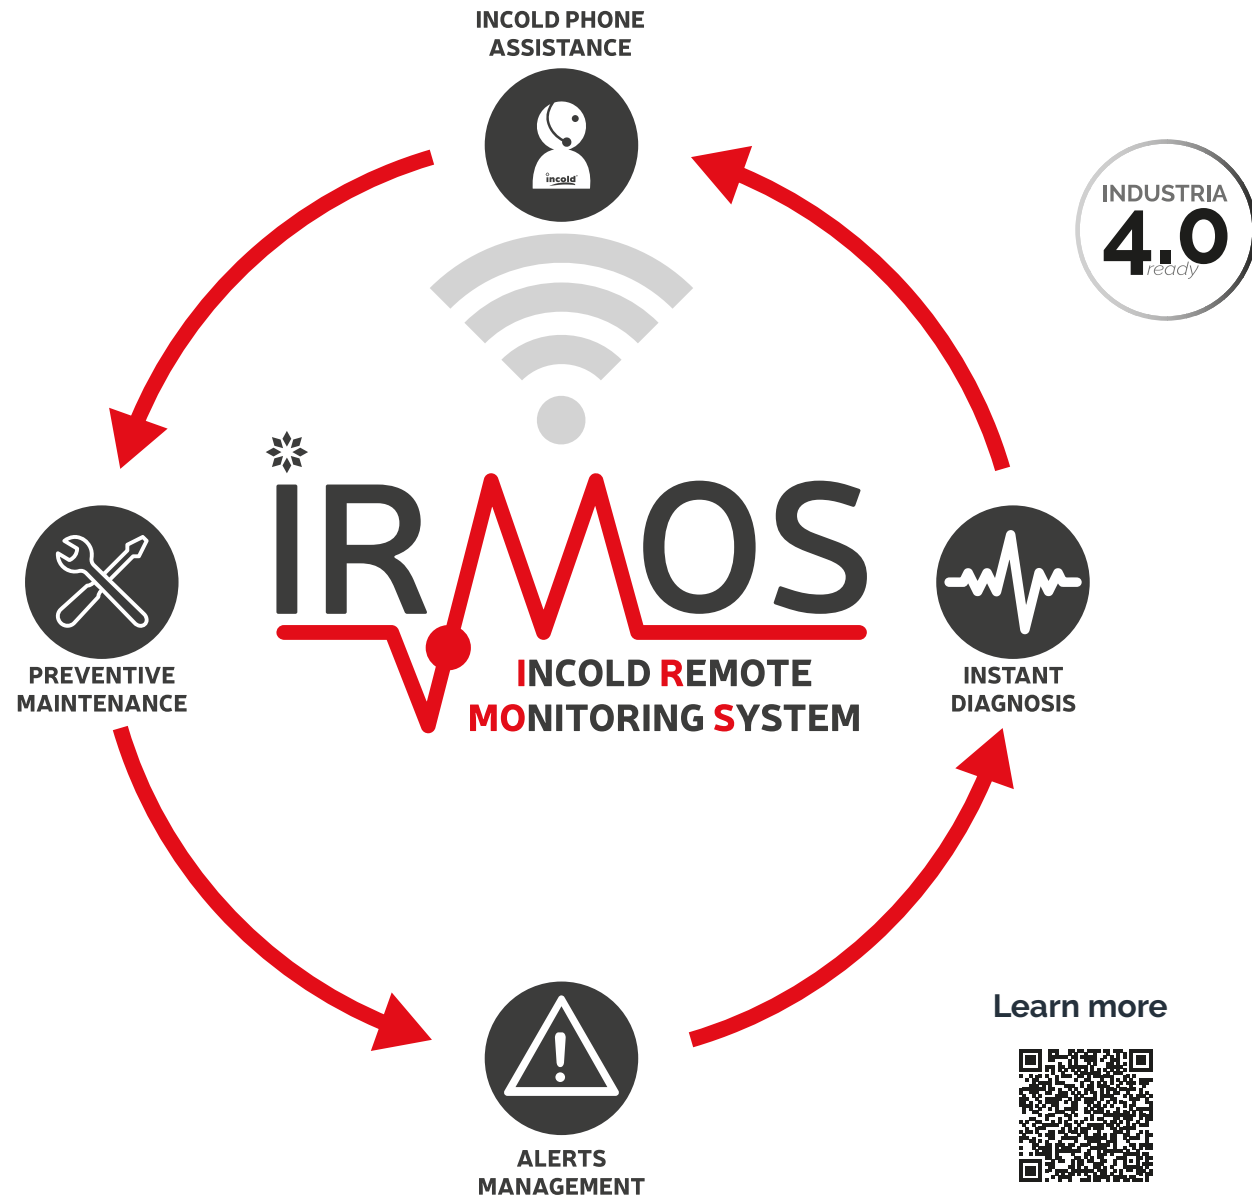 INCOLD PHONE
ASSISTANCE
incold
INDUSTRIA
4.0
ready
IRMOS
INCOLD REMOTE
MONITORING SYSTEM
PREVENTIVE
MAINTENANCE
INSTANT
DIAGNOSIS
Learn more
ALERTS
MANAGEMENT